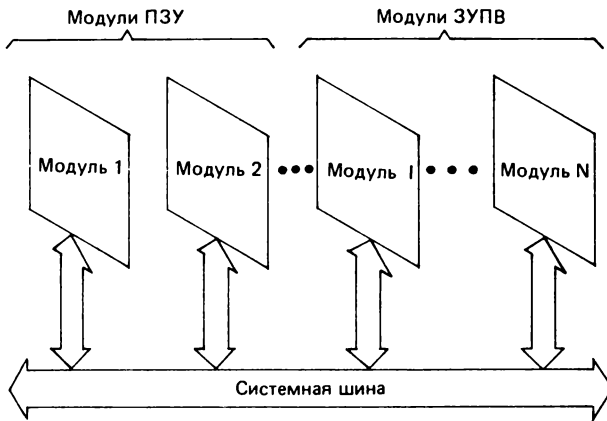 Модули ПЗУ
Модули ЗУПВ
Модуль 1
Модуль 2
Модуль I
Модуль N
Системная шина